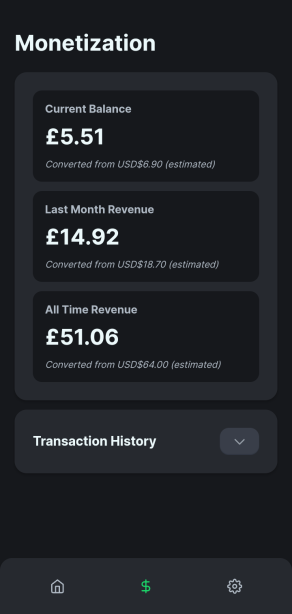 Monetization
Current Balance
£5.51
Converted from USD$6.90 (estimated)
Last Month Revenue
£14.92
Converted from USD$18.70 (estimated)
All Time Revenue
£51.06
Converted from USD$64.00 (estimated)
Transaction History